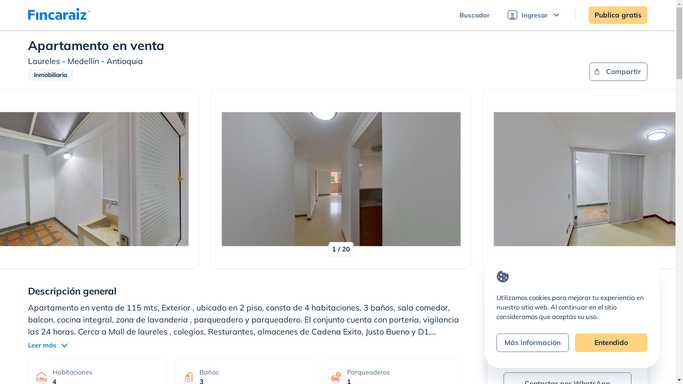 Fincaraiz
Buscador
Ingresar
Publica gratis
Apartamento en venta
Laureles - Medellín - Antioquia
Inmobiliaria
Compartir
1 / 20
Descripción general
Apartamento en venta de 115 mts, Exterior , ubicado en 2 piso, consta de 4 habitaciones, 3 baños, sala comedor,
balcon, cocina integral, zona de lavanderia , parqueadero y parqueadero. El conjunto cuenta con porteria, vigilancia
las 24 horas. Cerca a Mall de laureles , colegios, Restaurantes, almacenes de Cadena Exito, Justo Bueno y D1,...
Leer más
Habitaciones
4
Baños
3
Parqueaderos
1
Utilizamos cookies para mejorar tu experiencia en
nuestro sitio web. Al continuar en el sitio
consideramos que aceptas su uso.
Más información
Entendido
Contactar por WhatsApp